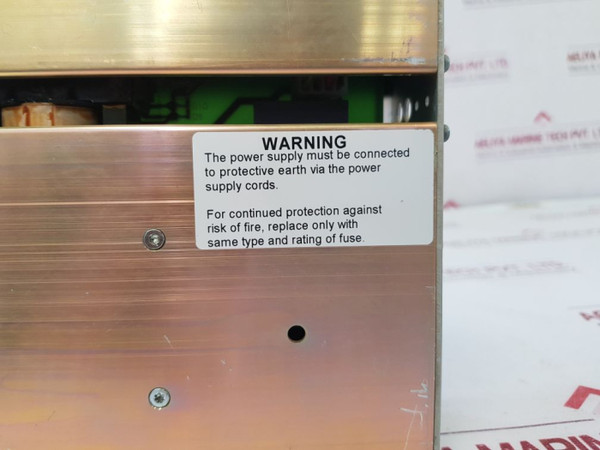 WARNING
The power supply must be connected
to protective earth via the power
supply cords.
For continued protection against
risk of fire, replace only with
same type and rating of fuse.